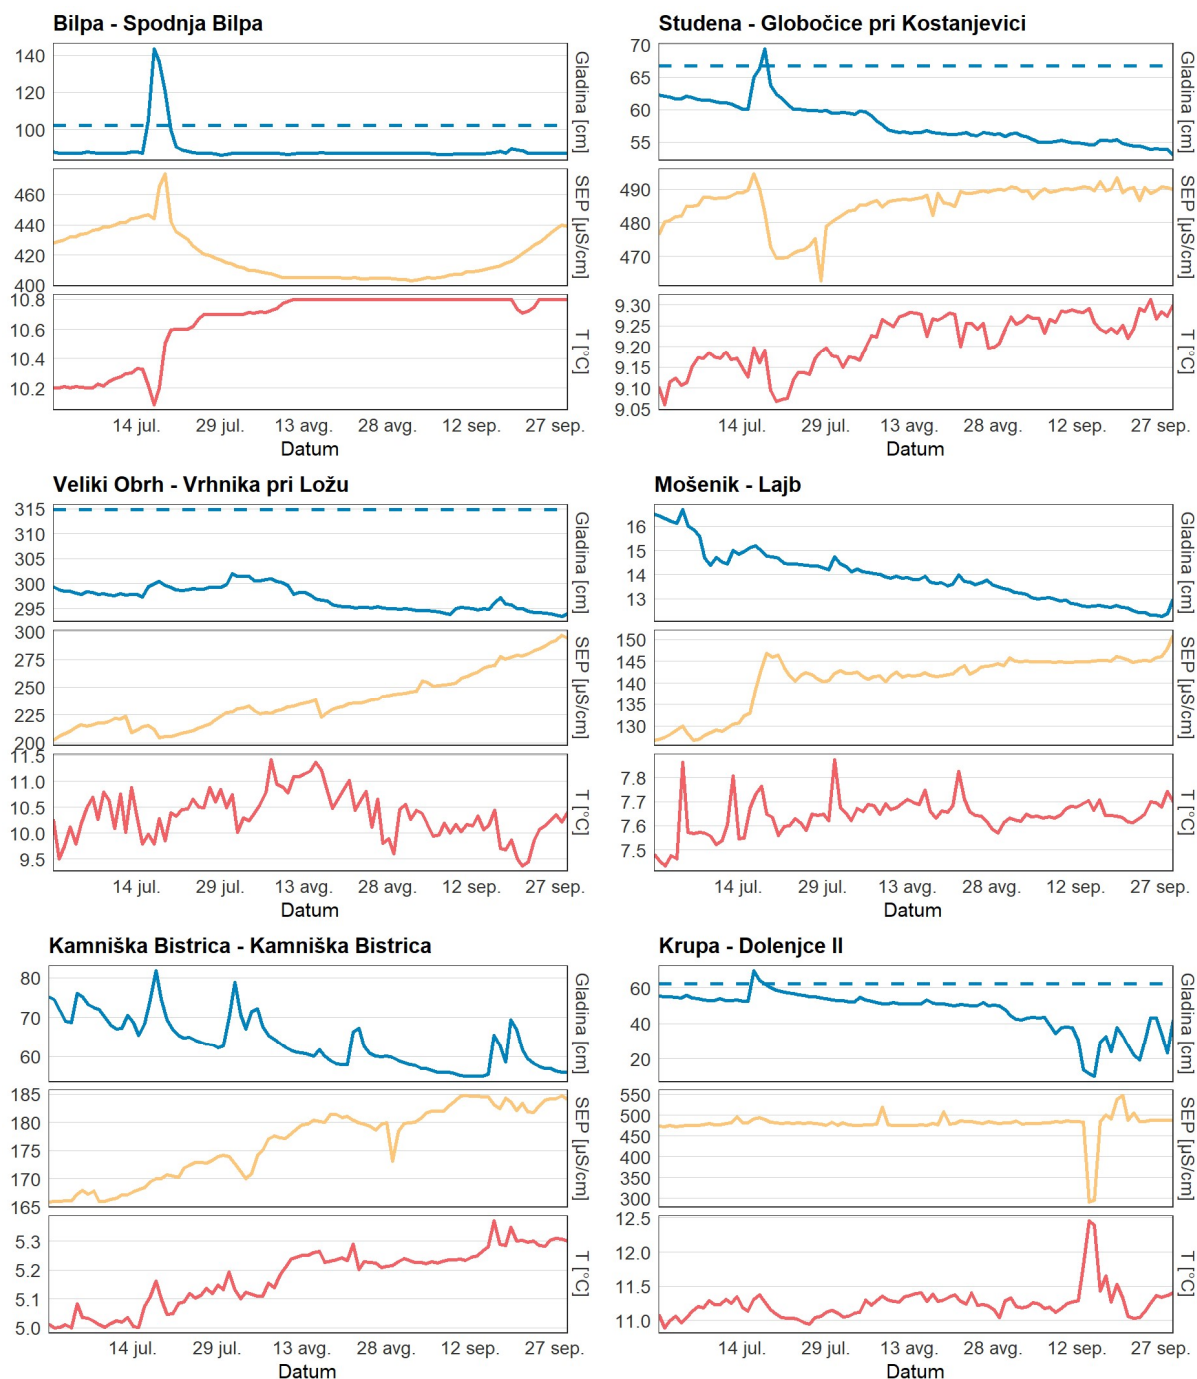 Bilpa - Spodnja Bilpa
140
120
100
Gladina [cm]
460
440
420
400
SEP [µS/cm]
10.8
10.6
10.4
10.2
T [°C]
14 jul.
29 jul.
13 avg.
28 avg.
12 sep.
27 sep.
Datum
Studena - Globočice pri Kostanjevici
70
65
60
55
Gladina [cm]
490
480
470
SEP [µS/cm]
9.30
9.25
9.20
9.15
9.10
9.05
T [°C]
14 jul.
29 jul.
13 avg.
28 avg.
12 sep.
27 sep.
Datum
Veliki Obrh - Vrhnika pri Ložu
315
310
305
300
295
Gladina [cm]
300
275
250
225
200
SEP [µS/cm]
11.5
11.0
10.5
10.0
9.5
T [°C]
14 jul.
29 jul.
13 avg.
28 avg.
12 sep.
27 sep.
Datum
Mošenik - Lajb
16
15
14
13
Gladina [cm]
150
145
140
135
130
SEP [µS/cm]
7.8
7.7
7.6
7.5
T [°C]
14 jul.
29 jul.
13 avg.
28 avg.
12 sep.
27 sep.
Datum
Kamniška Bistrica - Kamniška Bistrica
80
70
60
Gladina [cm]
185
180
175
170
165
SEP [µS/cm]
5.3
5.2
5.1
5.0
T [°C]
14 jul.
29 jul.
13 avg.
28 avg.
12 sep.
27 sep.
Datum
Krupa - Dolenjce II
60
40
20
Gladina [cm]
550
500
450
400
350
300
SEP [µS/cm]
12.5
12.0
11.5
11.0
T [°C]
14 jul.
29 jul.
13 avg.
28 avg.
12 sep.
27 sep.
Datum